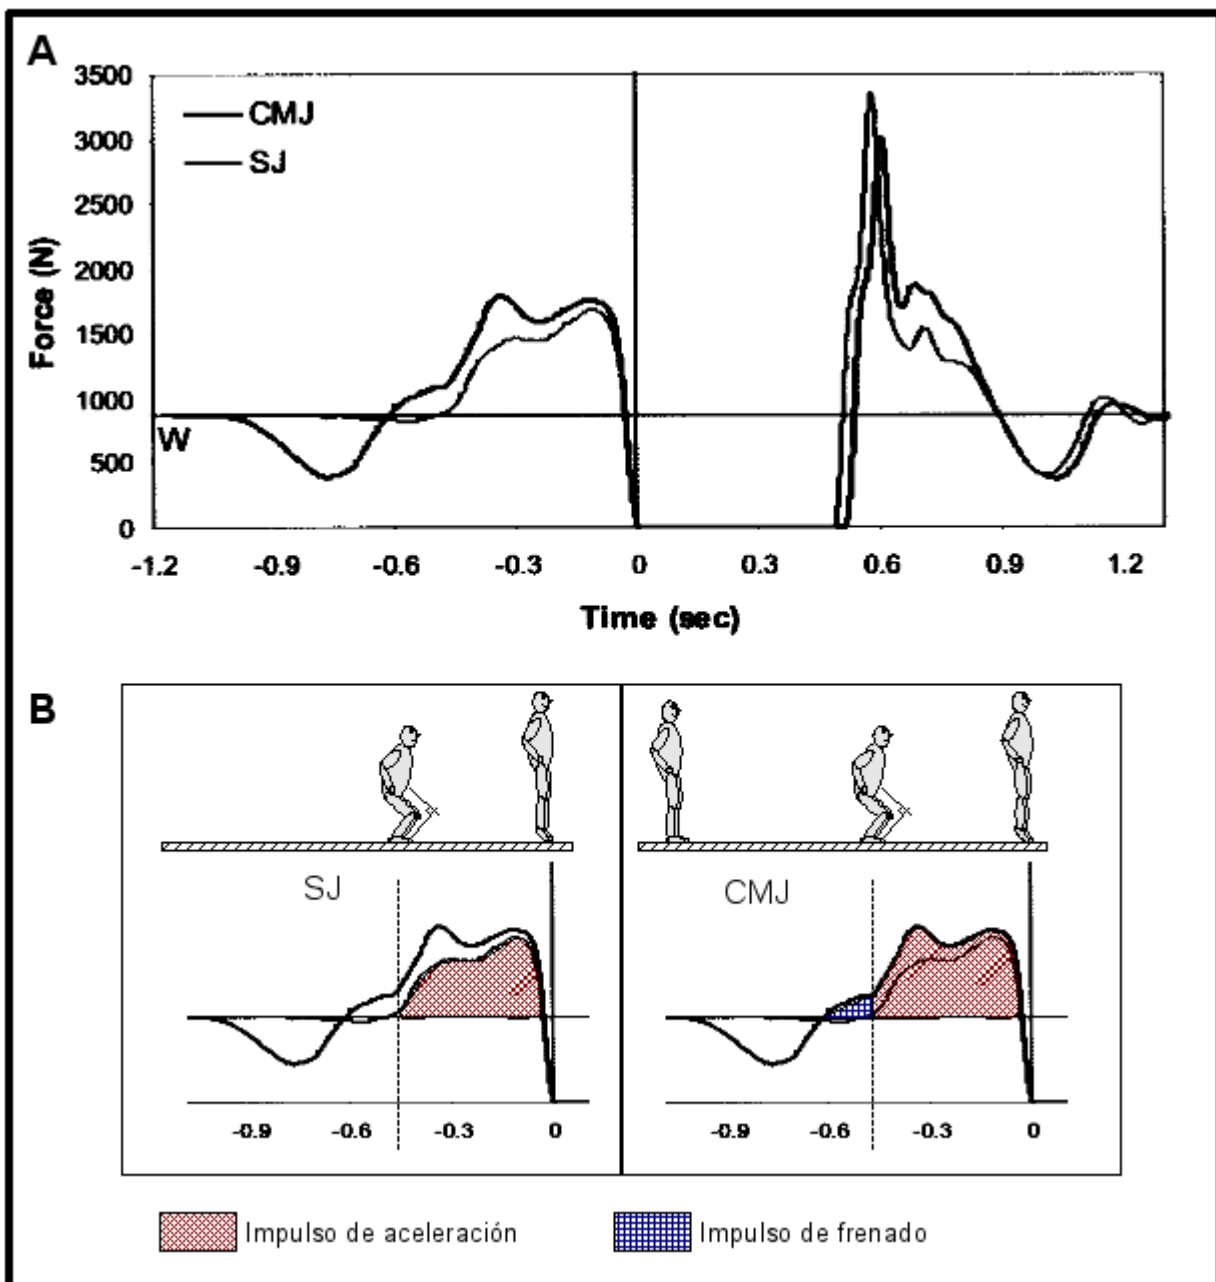 A
3500
3000
2500
2000
1500
1000
500
0
Force (N)
CMJ
SJ
W
-1.2 -0.9 -0.6 -0.3 0 0.3 0.6 0.9 1.2
Time (sec)
B
SJ CMJ
-0.9 -0.6 -0.3 0 -0.9 -0.6 -0.3 0
Impulso de aceleración Impulso de frenado